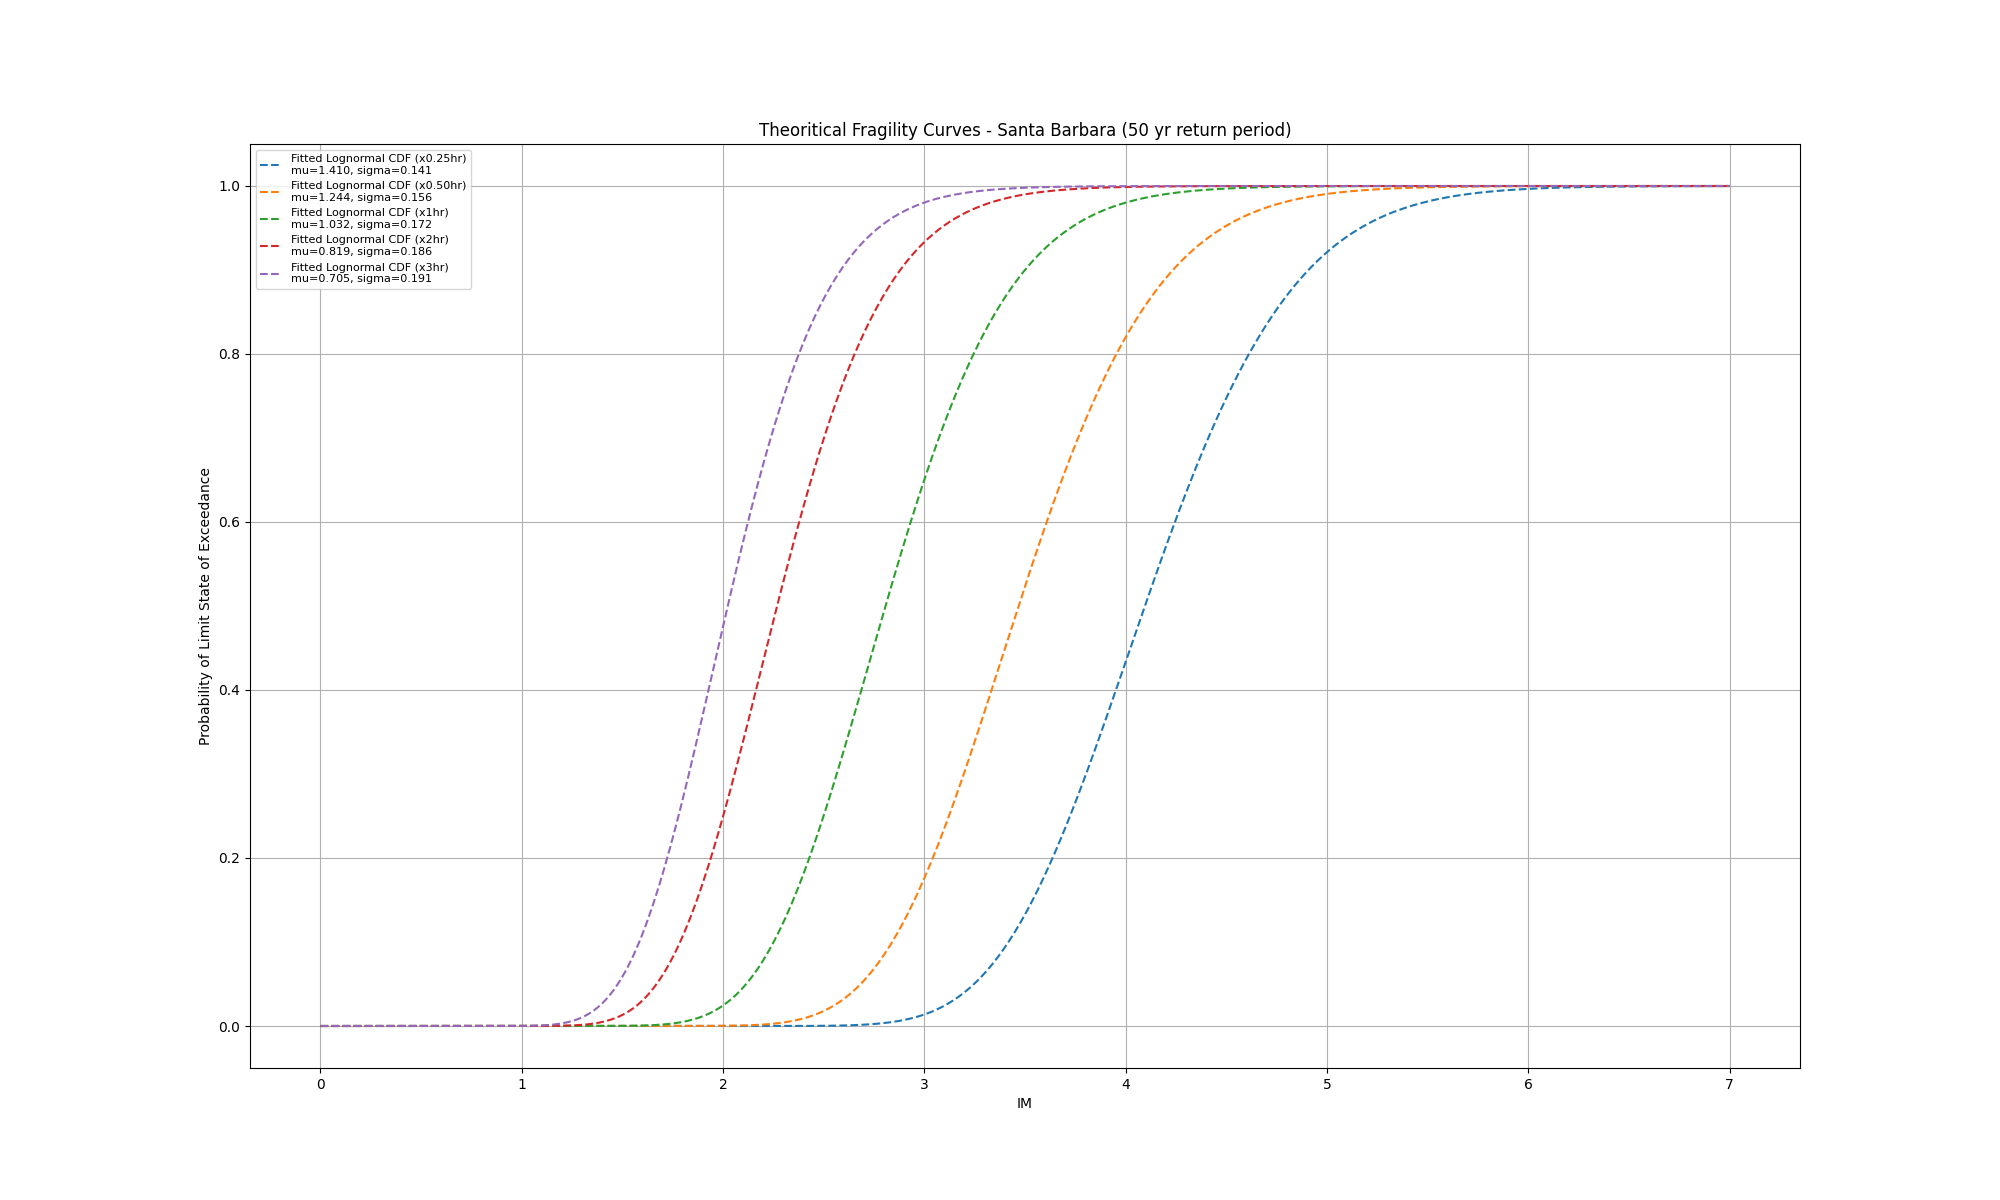 Theoritical Fragility Curves - Santa Barbara (50 yr return period)
Fitted Lognormal CDF (x0.25hr)
mu=1.410, sigma=0.141
Fitted Lognormal CDF (x0.50hr)
mu=1.244, sigma=0.156
Fitted Lognormal CDF (x1hr)
mu=1.032, sigma=0.172
Fitted Lognormal CDF (x2hr)
mu=0.819, sigma=0.186
Fitted Lognormal CDF (x3hr)
mu=0.705, sigma=0.191
Probability of Limit State of Exceedance
1.0
0.8
0.6
0.4
0.2
0.0
0 1 2 3 4 5 6 7
IM